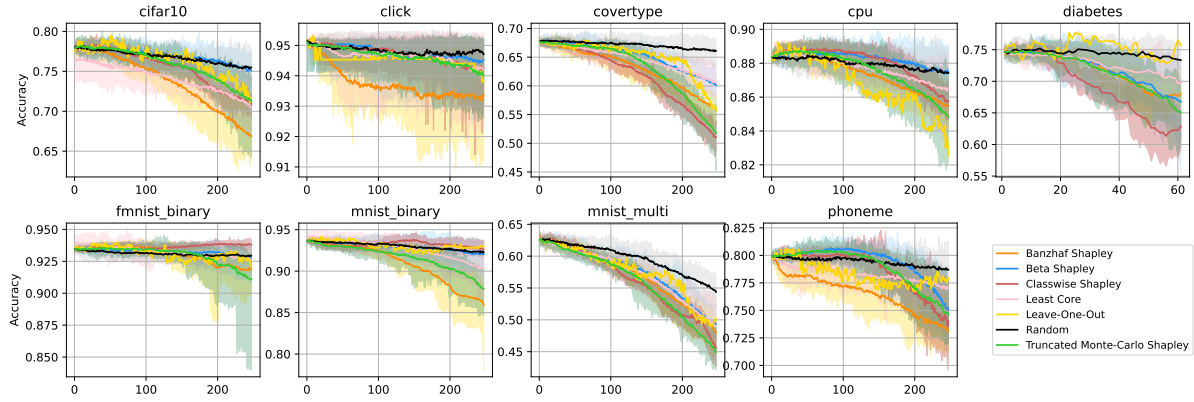 cifar10
click
covertype
cpu
diabetes
Accuracy
0.80
0.75
0.70
0.65
0 100 200
0.95
0.94
0.93
0.92
0.91
0 100 200
0.70
0.65
0.60
0.55
0.50
0.45
0 100 200
0.90
0.88
0.86
0.84
0.82
0 100 200
0.75
0.70
0.65
0.60
0.55
0 20 40 60
fmnist_binary
mnist_binary
mnist_multi
phoneme
Accuracy
0.950
0.925
0.900
0.875
0.850
0 100 200
0.95
0.90
0.85
0.80
0 100 200
0.65
0.60
0.55
0.50
0.45
0 100 200
0.825
0.800
0.775
0.750
0.725
0.700
0 100 200
Banzhaf Shapley
Beta Shapley
Classwise Shapley
Least Core
Leave-One-Out
Random
Truncated Monte-Carlo Shapley